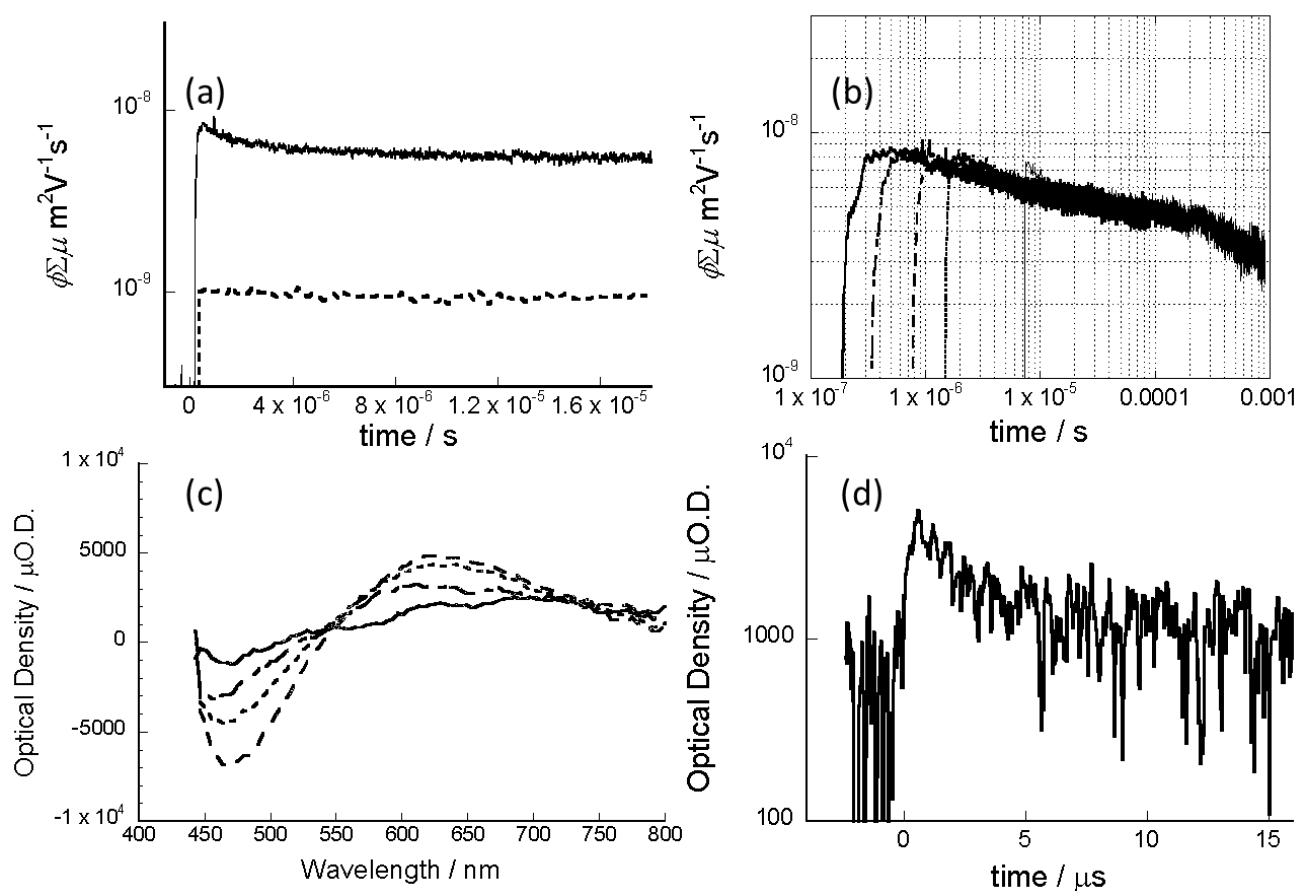 (a)
10⁻⁸
10⁻⁹
ϕΣμ m²V⁻¹s⁻¹
0 4 x 10⁻⁶ 8 x 10⁻⁶ 1.2 x 10⁻⁵ 1.6 x 10⁻⁵
time / s
(b)
10⁻⁸
10⁻⁹
ϕΣμ m²V⁻¹s⁻¹
1 x 10⁻⁷ 1 x 10⁻⁶ 1 x 10⁻⁵ 0.0001 0.001
time / s
(c)
1 x 10⁴
5000
0
-5000
-1 x 10⁴
Optical Density / μO.D.
400 450 500 550 600 650 700 750 800
Wavelength / nm
(d)
10⁴
1000
100
Optical Density / μO.D.
0 5 10 15
time / μs